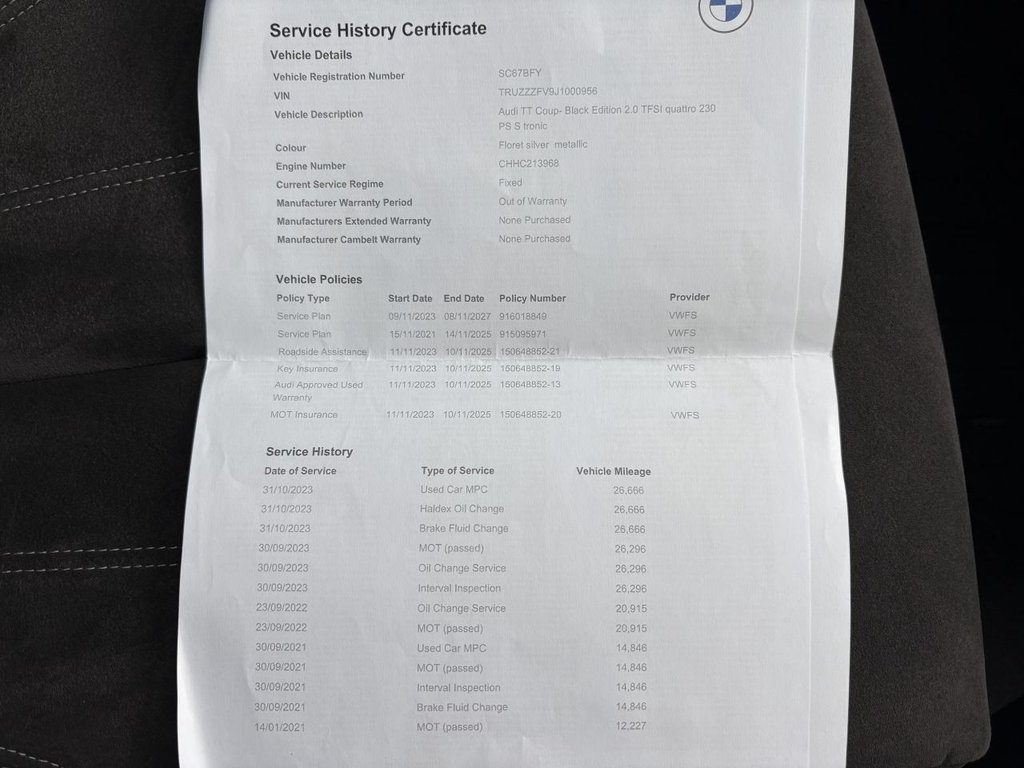 Service History Certificate
Vehicle Details
Vehicle Registration Number SC67BFY
VIN TRUZZZFV9J1000956
Vehicle Description Audi TT Coup- Black Edition 2.0 TFSI quattro 230
PS S tronic
Colour Floret silver metallic
Engine Number CHHC213968
Current Service Regime Fixed
Manufacturer Warranty Period Out of Warranty
Manufacturers Extended Warranty None Purchased
Manufacturer Cambelt Warranty None Purchased
Vehicle Policies
Policy Type Start Date End Date Policy Number Provider
Service Plan 09/11/2023 08/11/2027 916018849 VWFS
Service Plan 15/11/2021 14/11/2025 915095971 VWFS
Roadside Assistance 11/11/2023 10/11/2025 150648852-21 VWFS
Key Insurance 11/11/2023 10/11/2025 150648852-19 VWFS
Audi Approved Used 11/11/2023 10/11/2025 150648852-13 VWFS
Warranty
MOT Insurance 11/11/2023 10/11/2025 150648852-20 VWFS
Service History
Date of Service Type of Service Vehicle Mileage
31/10/2023 Used Car MPC 26,666
31/10/2023 Haldex Oil Change 26,666
31/10/2023 Brake Fluid Change 26,666
30/09/2023 MOT (passed) 26,296
30/09/2023 Oil Change Service 26,296
30/09/2023 Interval Inspection 26,296
23/09/2022 Oil Change Service 20,915
23/09/2022 MOT (passed) 20,915
30/09/2021 Used Car MPC 14,846
30/09/2021 MOT (passed) 14,846
30/09/2021 Interval Inspection 14,846
30/09/2021 Brake Fluid Change 14,846
14/01/2021 MOT (passed) 12,227